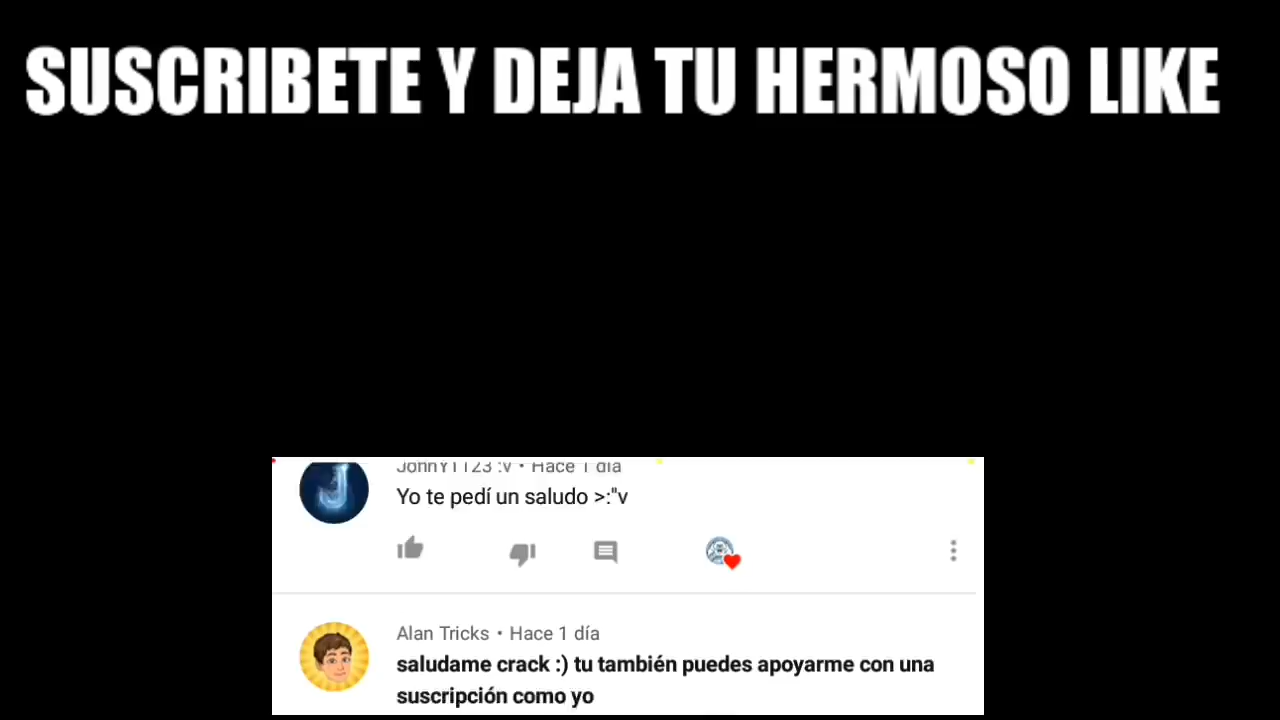 SUSCRIBETE Y DEJA TU HERMOSO LIKE
JohnY1123 :v • Hace 1 día
Yo te pedí un saludo >:"v
Alan Tricks • Hace 1 día
saludame crack :) tu también puedes apoyarme con una
suscripción como yo